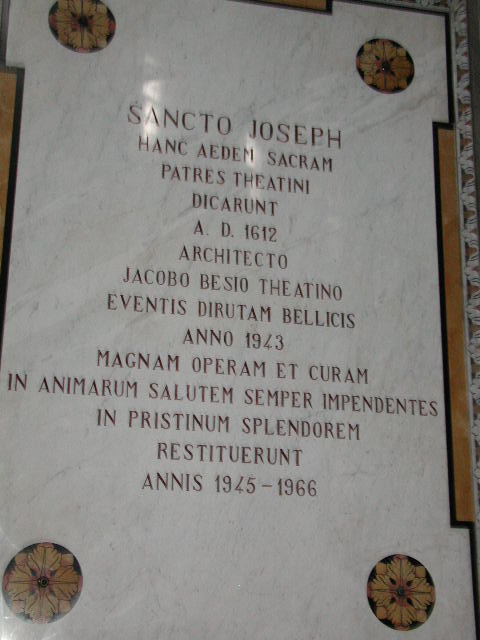 SANCTO JOSEPH
HANC AEDEM SACRAM
PATRES THEATINI
DICARUNT
A. D. 1612
ARCHITECTO
JACOBO BESIO THEATINO
EVENTIS DIRUTAM BELLICIS
ANNO 1943
MAGNAM OPERAM ET CURAM
IN ANIMARUM SALUTEM SEMPER IMPENDENTES
IN PRISTINUM SPLENDOREM
RESTITUERUNT
ANNIS 1945-1966